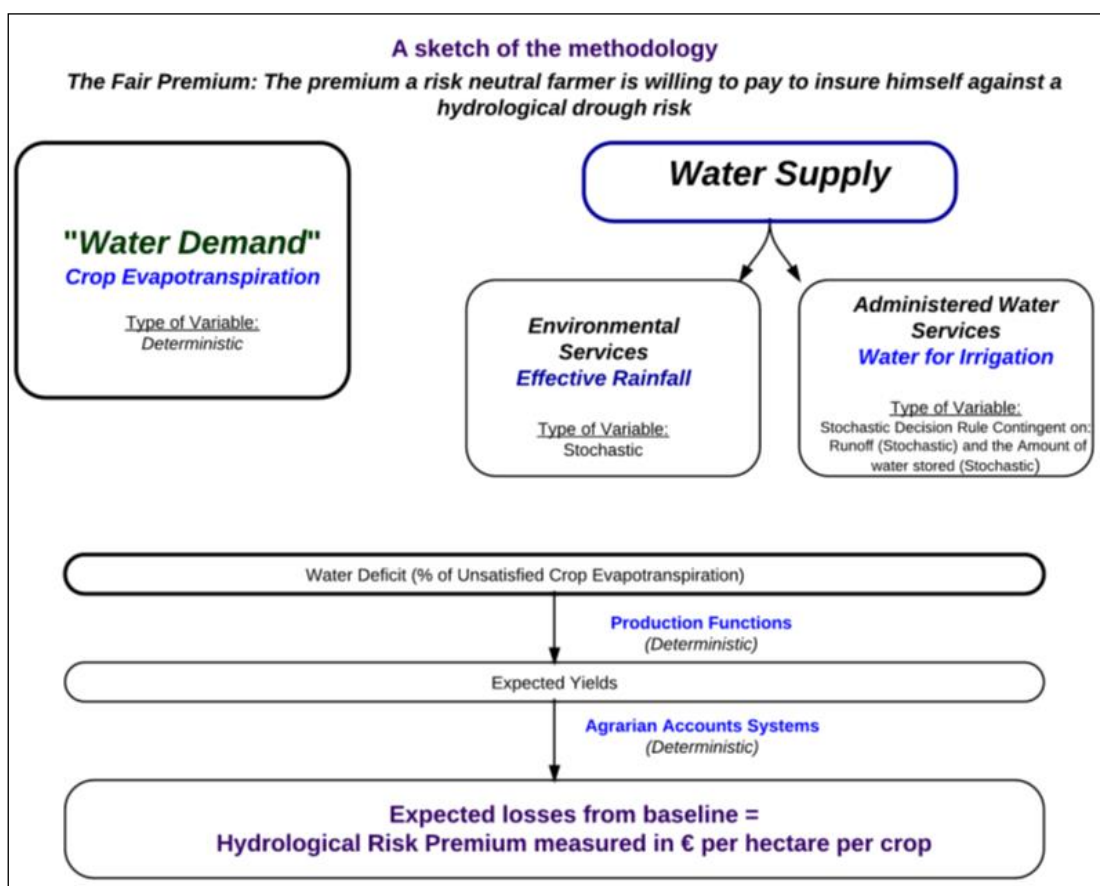 A sketch of the methodology
The Fair Premium: The premium a risk neutral farmer is willing to pay to insure himself against a
hydrological drough risk
"Water Demand"
Crop Evapotranspiration
Type of Variable:
Deterministic
Water Supply
Environmental
Services
Effective Rainfall
Type of Variable:
Stochastic
Administered Water
Services
Water for Irrigation
Type of Variable:
Stochastic Decision Rule Contingent on:
Runoff (Stochastic) and the Amount of
water stored (Stochastic)
Water Deficit (% of Unsatisfied Crop Evapotranspiration)
Production Functions
(Deterministic)
Expected Yields
Agrarian Accounts Systems
(Deterministic)
Expected losses from baseline =
Hydrological Risk Premium measured in € per hectare per crop